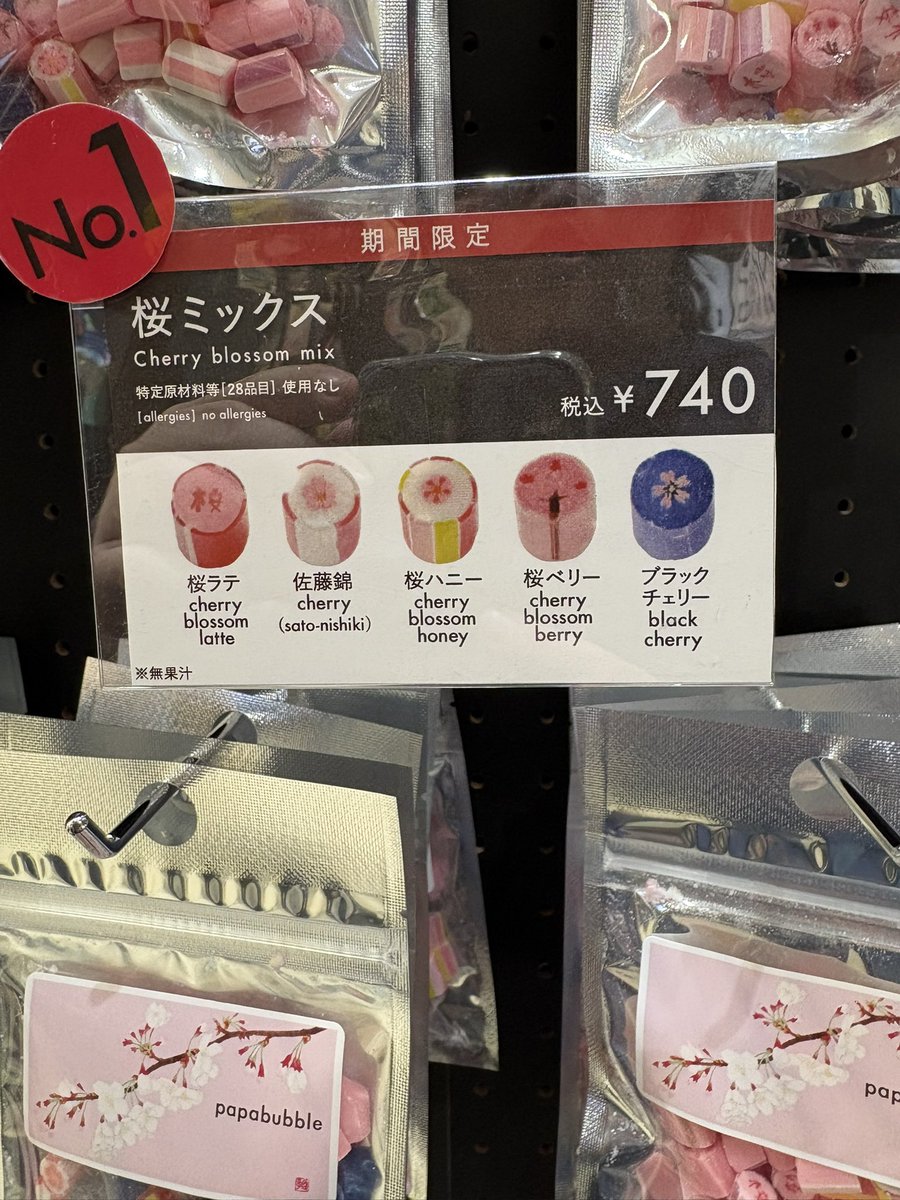 No.1
期間限定
桜ミックス
Cherry blossom mix
特定原材料等[28品目] 使用なし
[allergies] no allergies
税込 ¥740
桜
桜ラテ
cherry
blossom
latte
佐藤錦
cherry
(sato-nishiki)
桜ハニー
cherry
blossom
honey
桜ベリー
cherry
blossom
berry
ブラック
チェリー
black
cherry
※無果汁
papabubble
pap